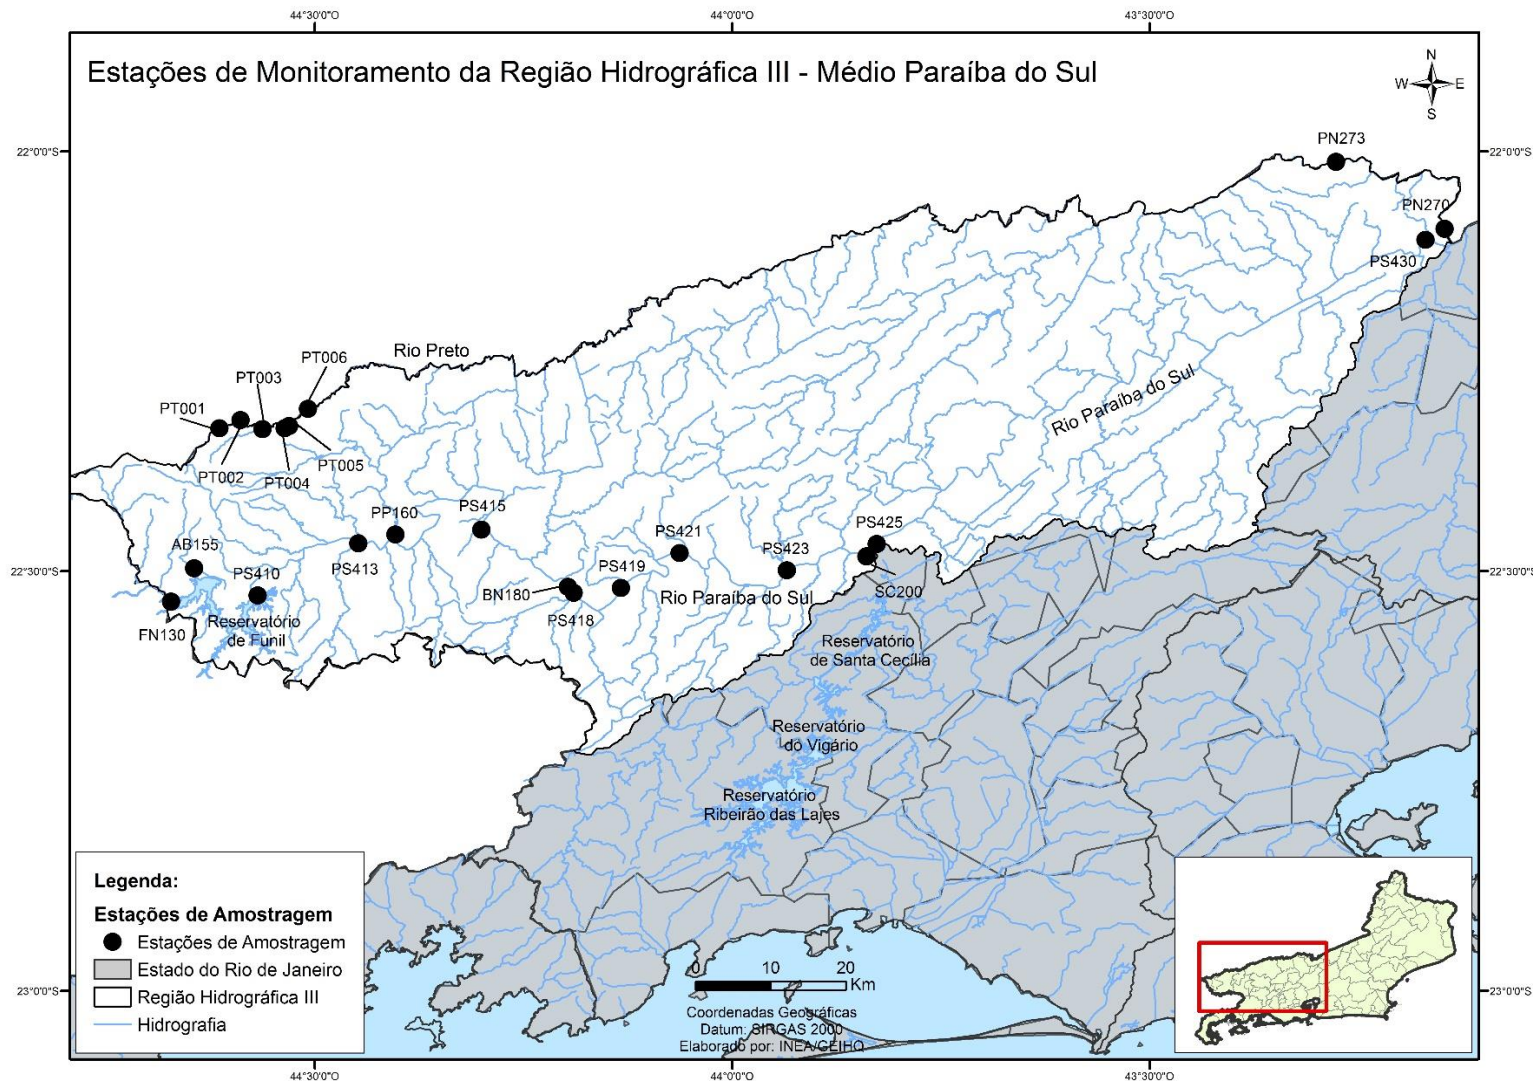 44°30'0"O
44°0'0"O
43°30'0"O
Estações de Monitoramento da Região Hidrográfica III - Médio Paraíba do Sul
N
W
E
S
22°0'0"S
22°0'0"S
PN273
PN270
PS430
Rio Preto
PT006
PT003
PT001
PT002
PT004
PT005
Rio Paraíba do Sul
PP160
PS415
PS413
AB155
PS410
FN130
Reservatório
de Funil
BN180
PS418
PS419
PS421
PS423
PS425
SC200
Rio Paraíba do Sul
22°30'0"S
22°30'0"S
Reservatório
de Santa Cecília
Reservatório
do Vigário
Reservatório
Ribeirão das Lajes
Legenda:
Estações de Amostragem
Estações de Amostragem
Estado do Rio de Janeiro
Região Hidrográfica III
Hidrografia
0 10 20
Km
Coordenadas Geográficas
Datum: SIRGAS 2000
Elaborado por: INEA/GEIHQ
23°0'0"S
23°0'0"S
44°30'0"O
44°0'0"O
43°30'0"O